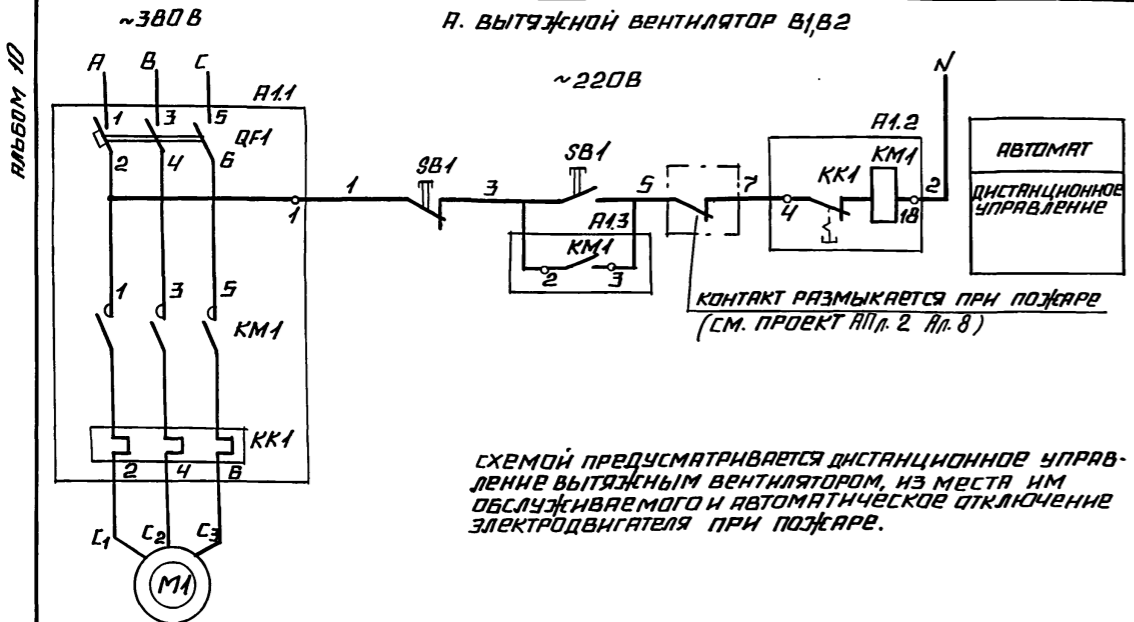 АЛЬБОМ 10
~380В
А. ВЫТЯЖНОЙ ВЕНТИЛЯТОР В1,В2
A B C
~220В
N
А1.1
1 3 5
QF1
2 4 6
А1.2
КК1 КМ1
4 18 2
АВТОМАТ
ДИСТАНЦИОННОЕ
УПРАВЛЕНИЕ
1 1 SB1 3 SB1 5 7
А1.3
КМ1
2 3
КОНТАКТ РАЗМЫКАЕТСЯ ПРИ ПОЖАРЕ
(СМ. ПРОЕКТ АПл. 2 Ал. 8)
1 3 5
КМ1
КК1
2 4 6
СХЕМОЙ ПРЕДУСМАТРИВАЕТСЯ ДИСТАНЦИОННОЕ УПРАВ-
ЛЕНИЕ ВЫТЯЖНЫМ ВЕНТИЛЯТОРОМ, ИЗ МЕСТА ИМ
ОБСЛУЖИВАЕМОГО И АВТОМАТИЧЕСКОЕ ОТКЛЮЧЕНИЕ
ЭЛЕКТРОДВИГАТЕЛЯ ПРИ ПОЖАРЕ.
С1 С2 С3
М1